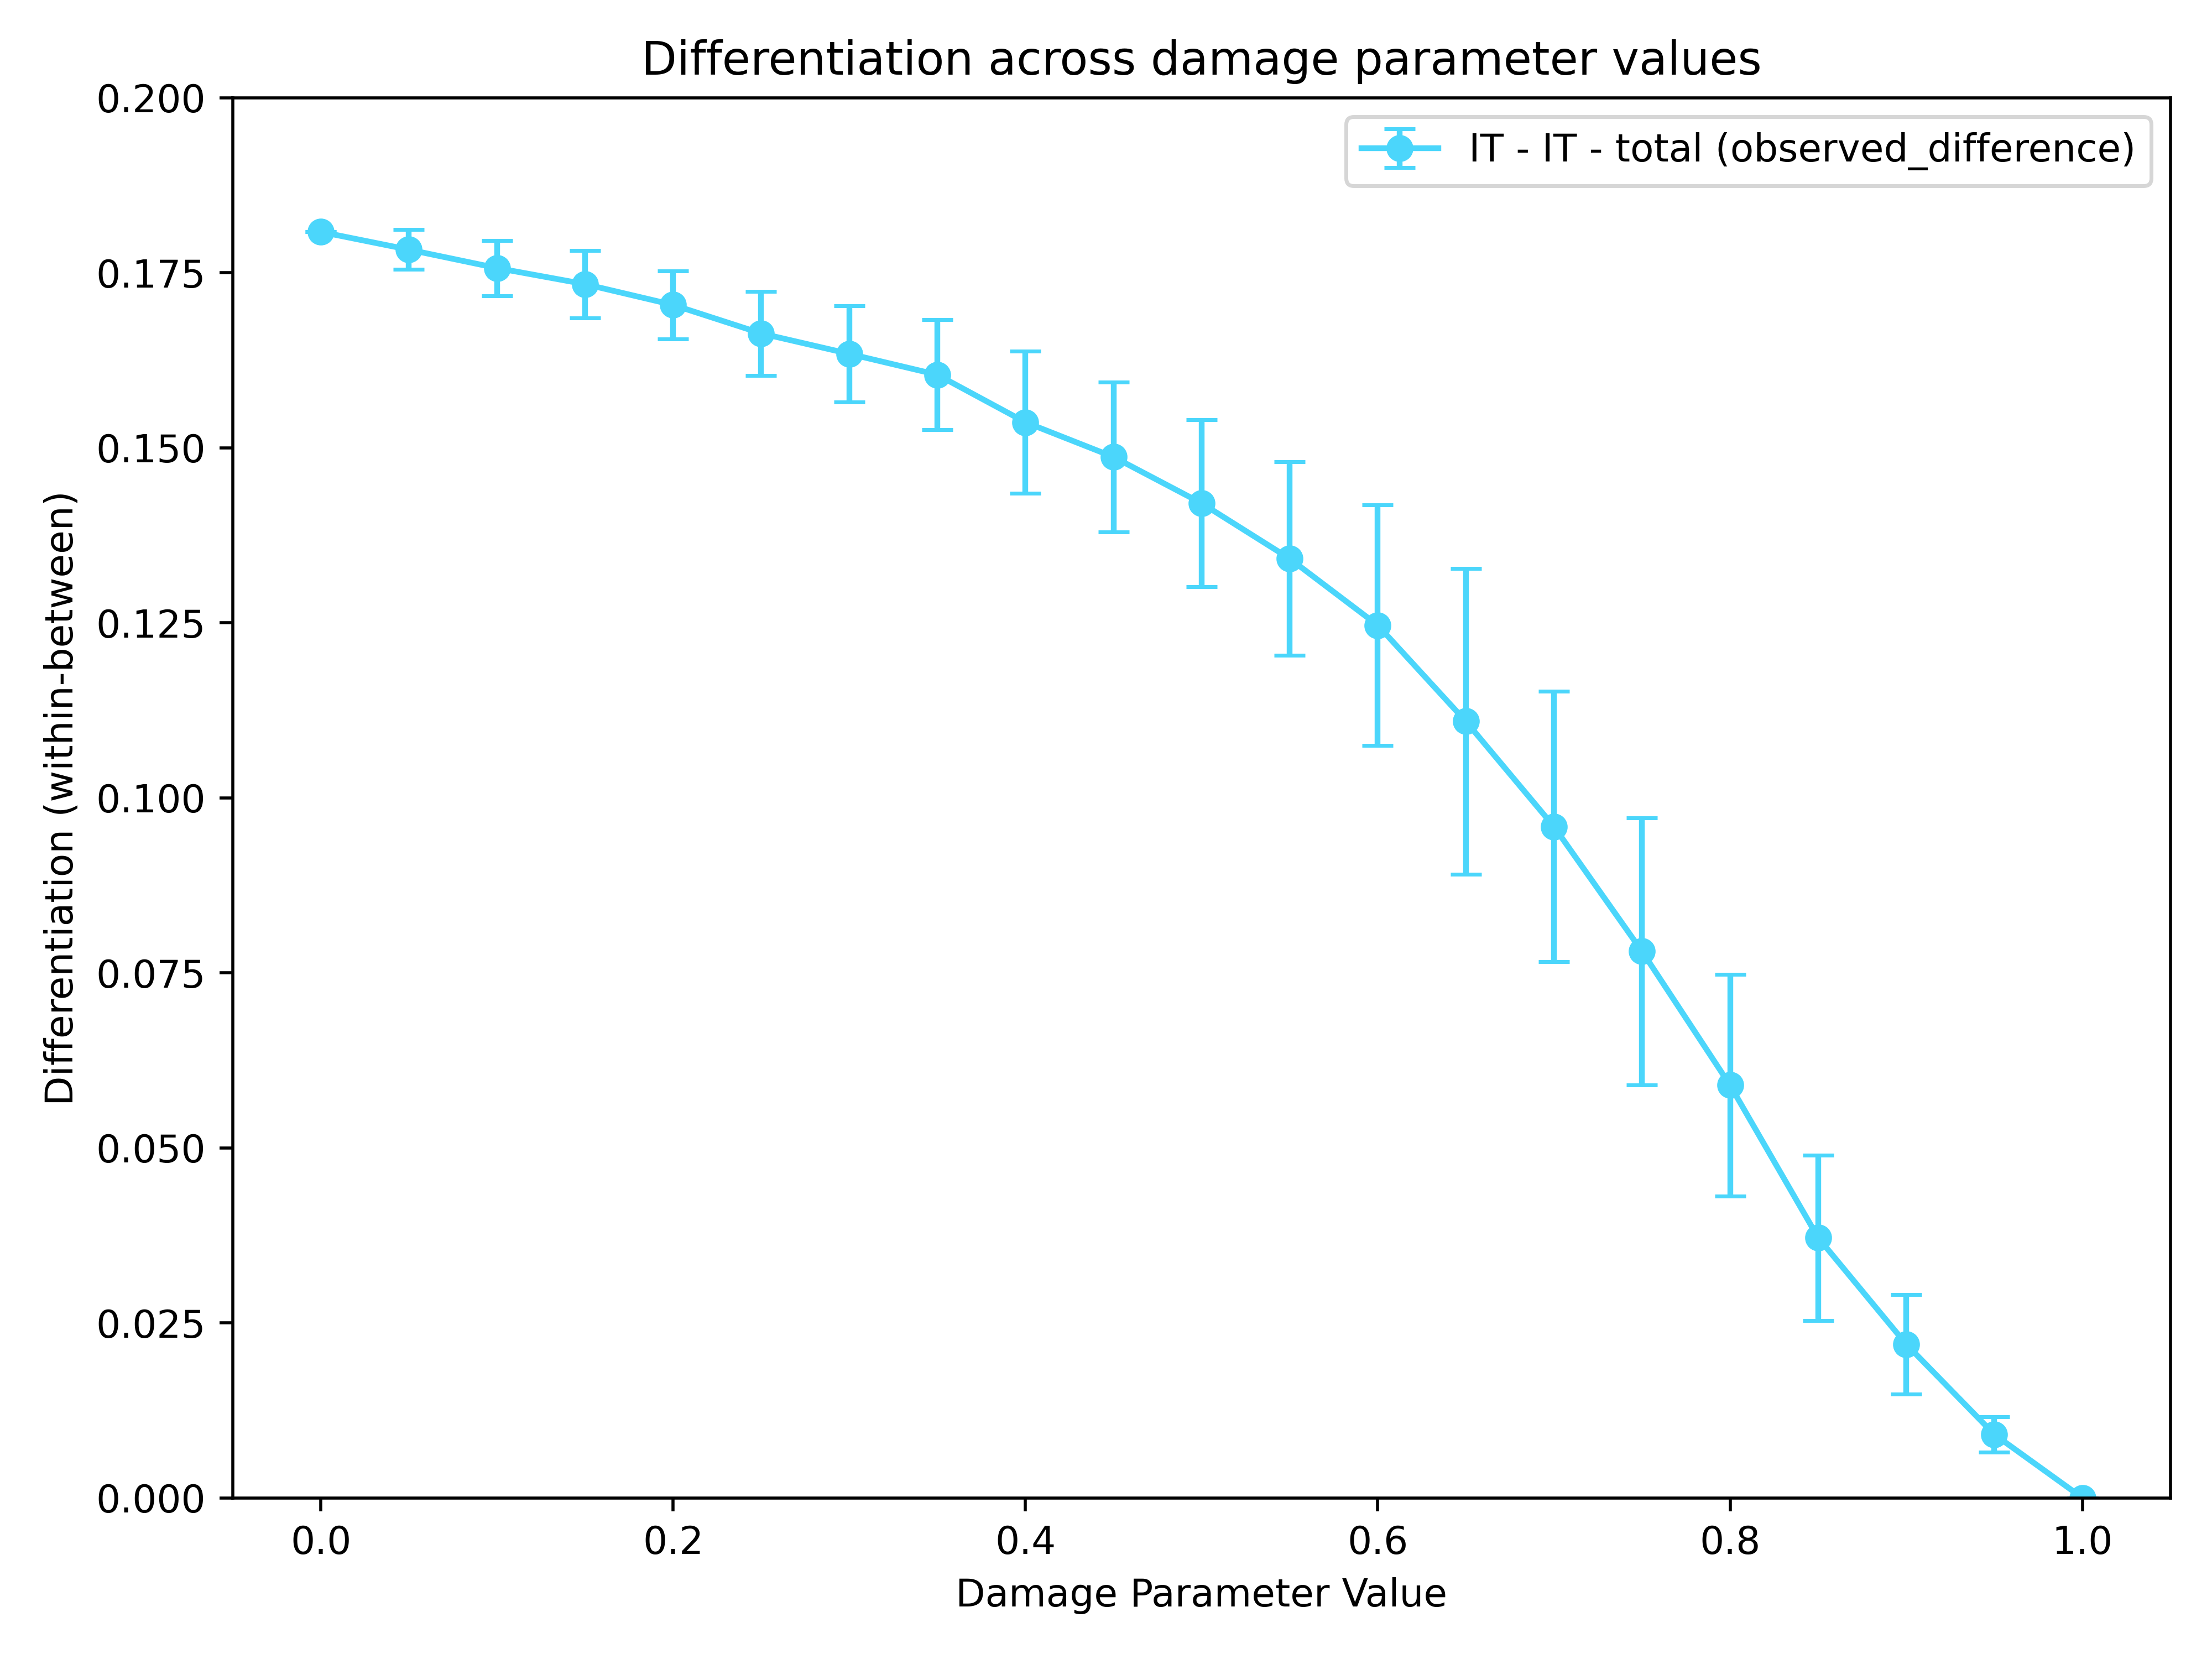 Differentiation across damage parameter values
IT - IT - total (observed_difference)
Differentiation (within-between)
0.200
0.175
0.150
0.125
0.100
0.075
0.050
0.025
0.000
0.0 0.2 0.4 0.6 0.8 1.0
Damage Parameter Value